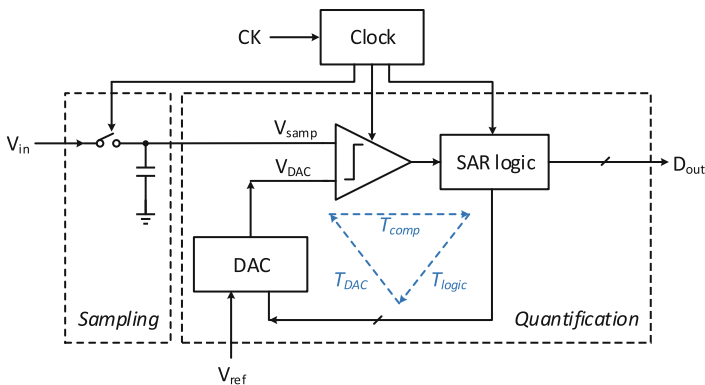 CK
Clock
Vin
Vsamp
VDAC
SAR logic
Dout
Tcomp
TDAC
Tlogic
DAC
Sampling
Quantification
Vref